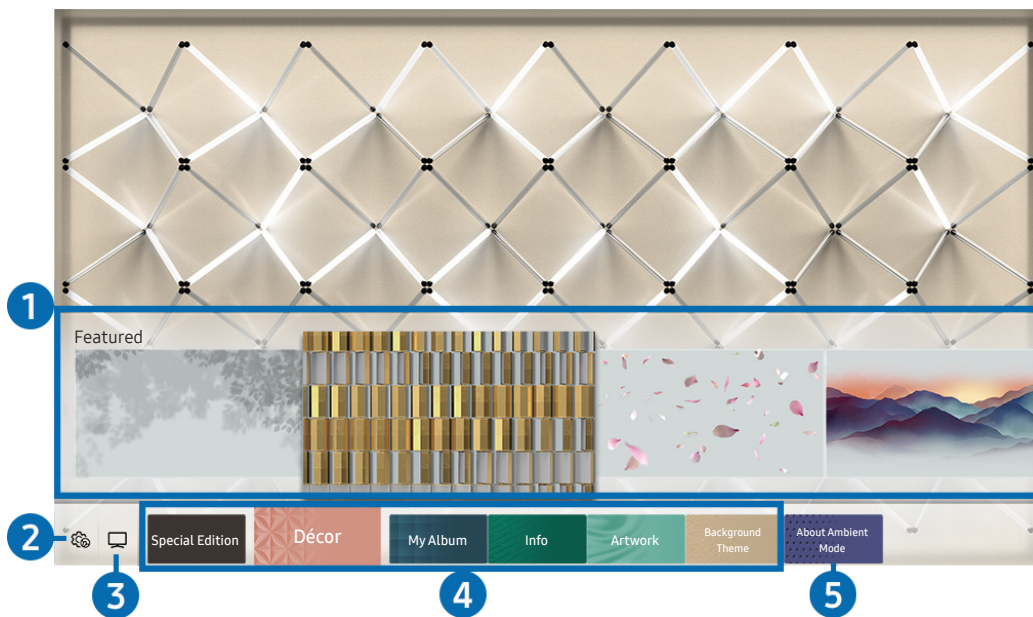 1
Featured
2
3
Special Edition
Décor
My Album
Info
Artwork
Background
Theme
About Ambient
Mode
4
5